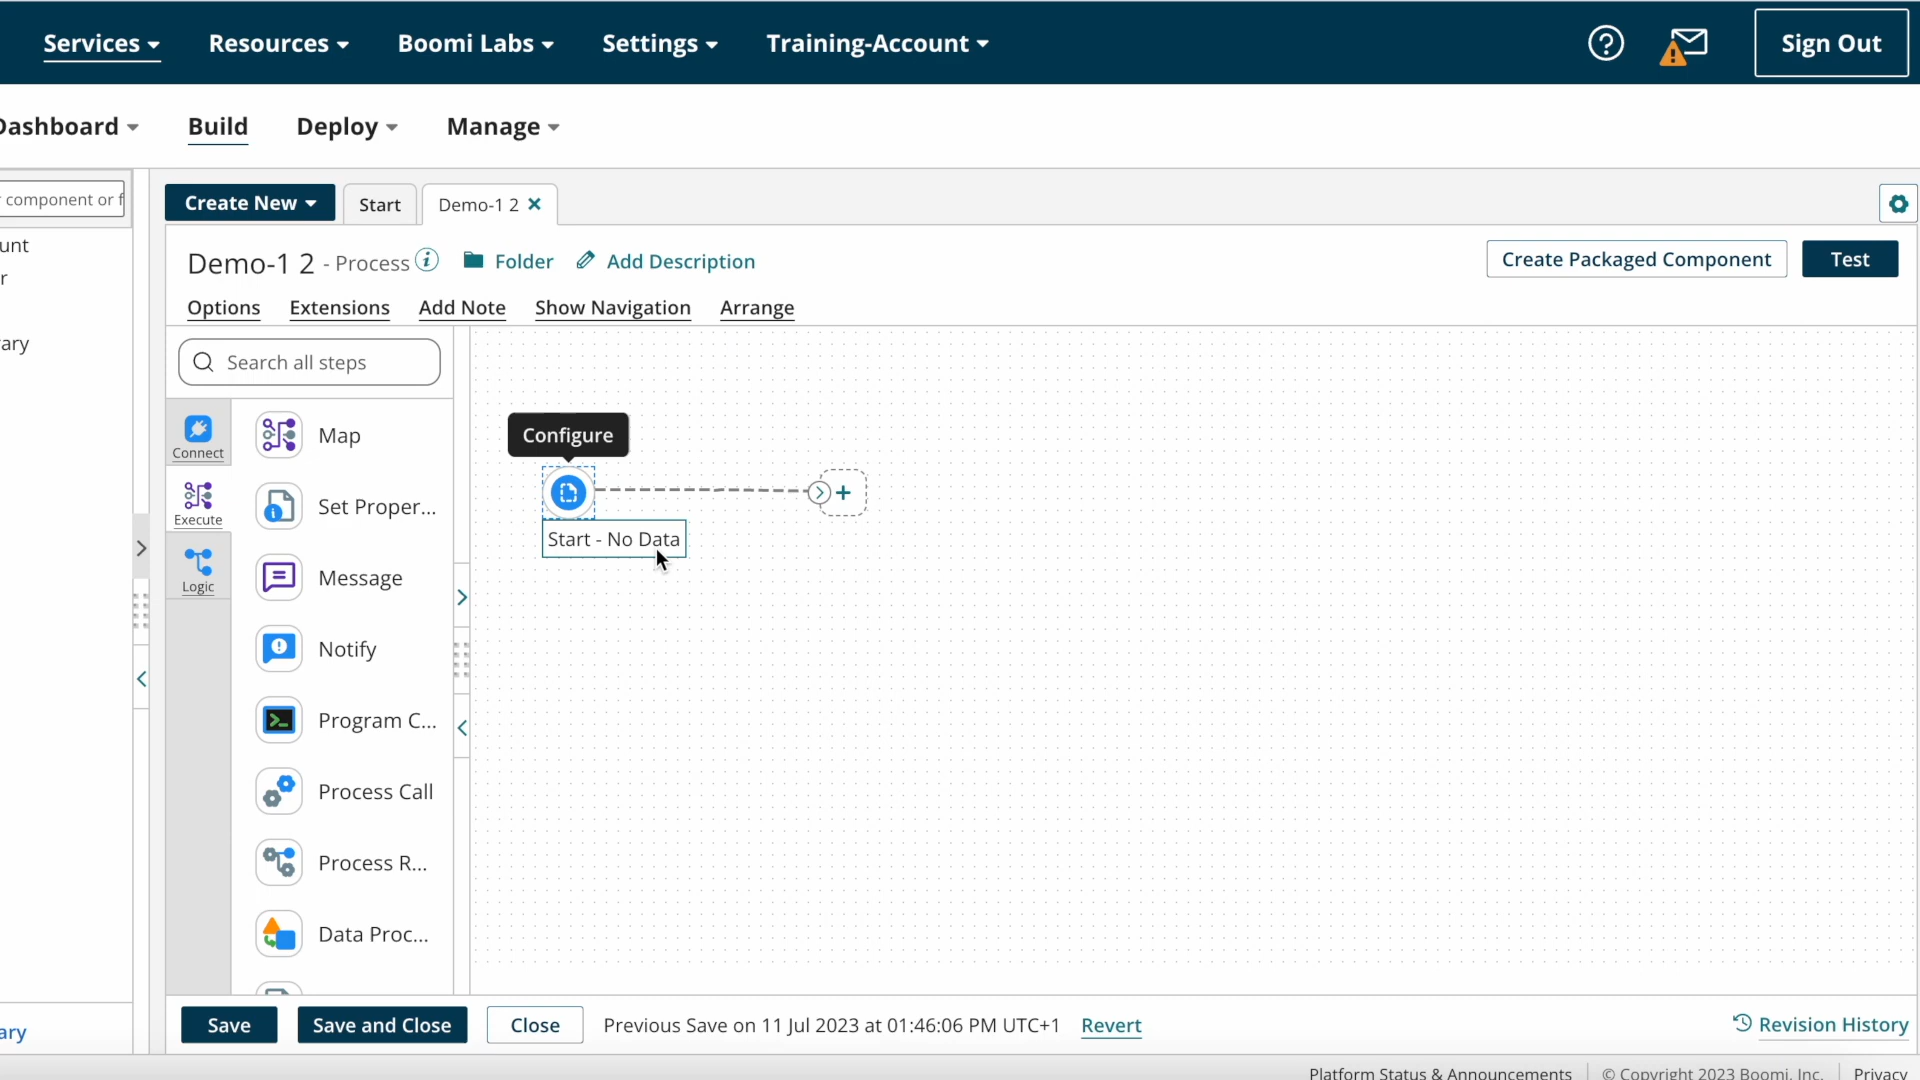 Services Resources Boomi Labs Settings Training-Account Sign Out
Dashboard Build Deploy Manage
component or f
Create New Start Demo-1 2
unt
r
ary
Demo-1 2 - Process Folder Add Description Create Packaged Component Test
Options Extensions Add Note Show Navigation Arrange
Search all steps
Connect
Execute
Logic
Map
Set Proper...
Message
Notify
Program C...
Process Call
Process R...
Data Proc...
Configure
Start - No Data
ary
Save Save and Close Close Previous Save on 11 Jul 2023 at 01:46:06 PM UTC+1 Revert Revision History
Platform Status & Announcements © Copyright 2023 Boomi, Inc. Privacy